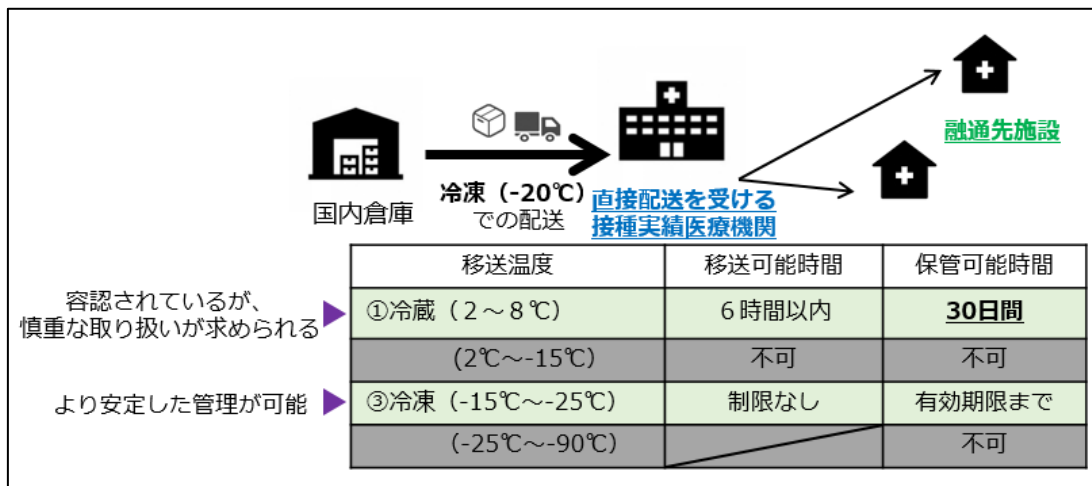 融通先施設
国内倉庫
冷凍（-20℃）
での配送
直接配送を受ける
接種実績医療機関
移送温度 移送可能時間 保管可能時間
容認されているが、
慎重な取り扱いが求められる
①冷蔵（２～８℃） ６時間以内 30日間
(2℃～-15℃) 不可 不可
より安定した管理が可能
③冷凍（-15℃～-25℃） 制限なし 有効期限まで
(-25℃～-90℃) 不可